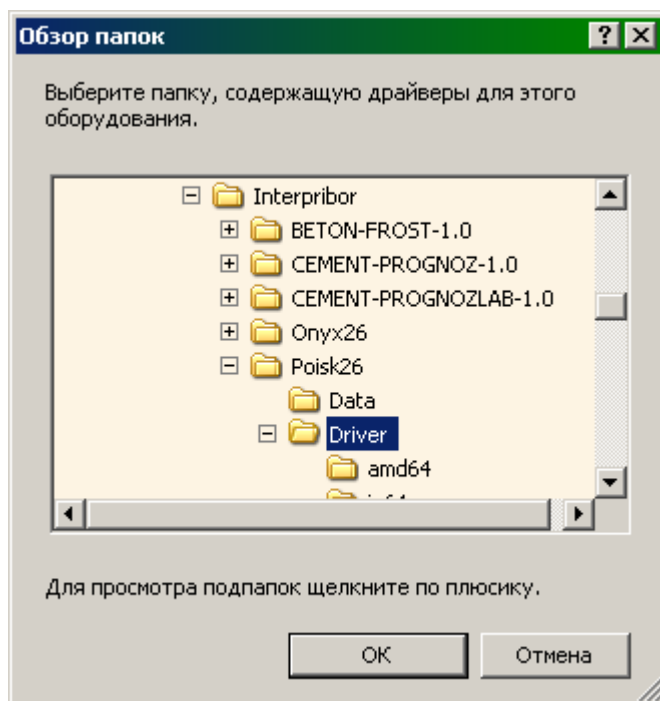 Обзор папок
Выберите папку, содержащую драйверы для этого
оборудования.
Interpribor
BETON-FROST-1.0
CEMENT-PROGNOZ-1.0
CEMENT-PROGNOZLAB-1.0
Onyx26
Poisk26
Data
Driver
amd64
Для просмотра подпапок щелкните по плюсику.
ОК
Отмена